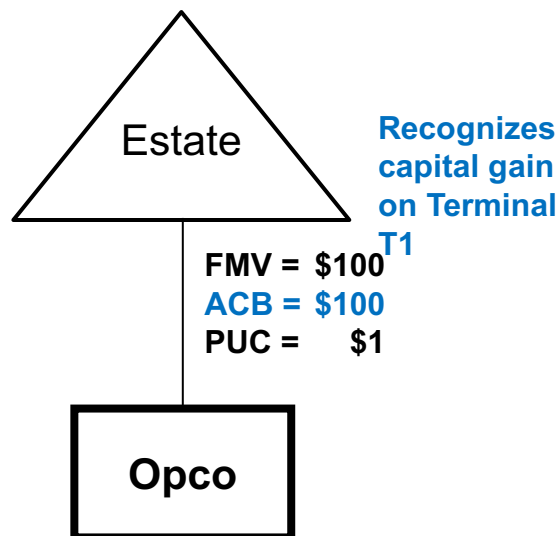 Estate
Recognizes
capital gain
on Terminal
T1
FMV = $100
ACB = $100
PUC = $1
Opco